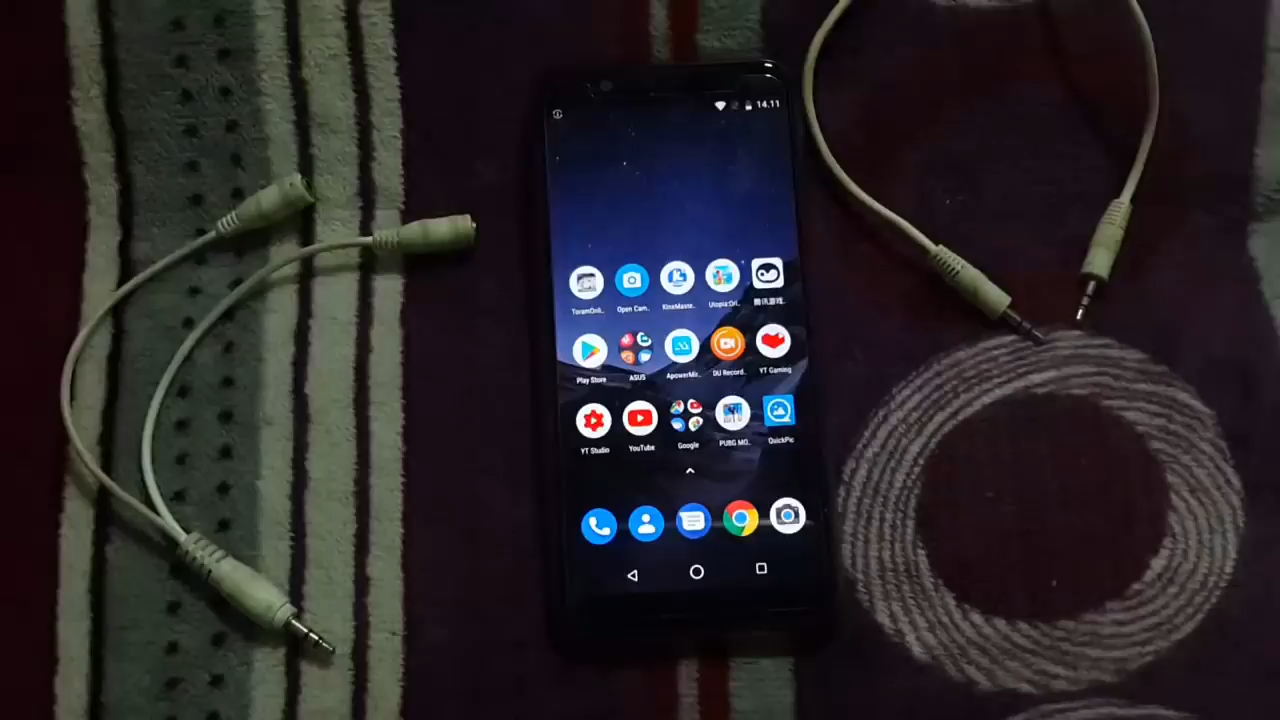 14.11
ToramOnli..
Open Cam..
KineMaste..
Utopia:Ori..
腾讯游戏..
Play Store
ASUS
ApowerMir..
DU Record..
YT Gaming
YT Studio
YouTube
Google
PUBG MO..
QuickPic